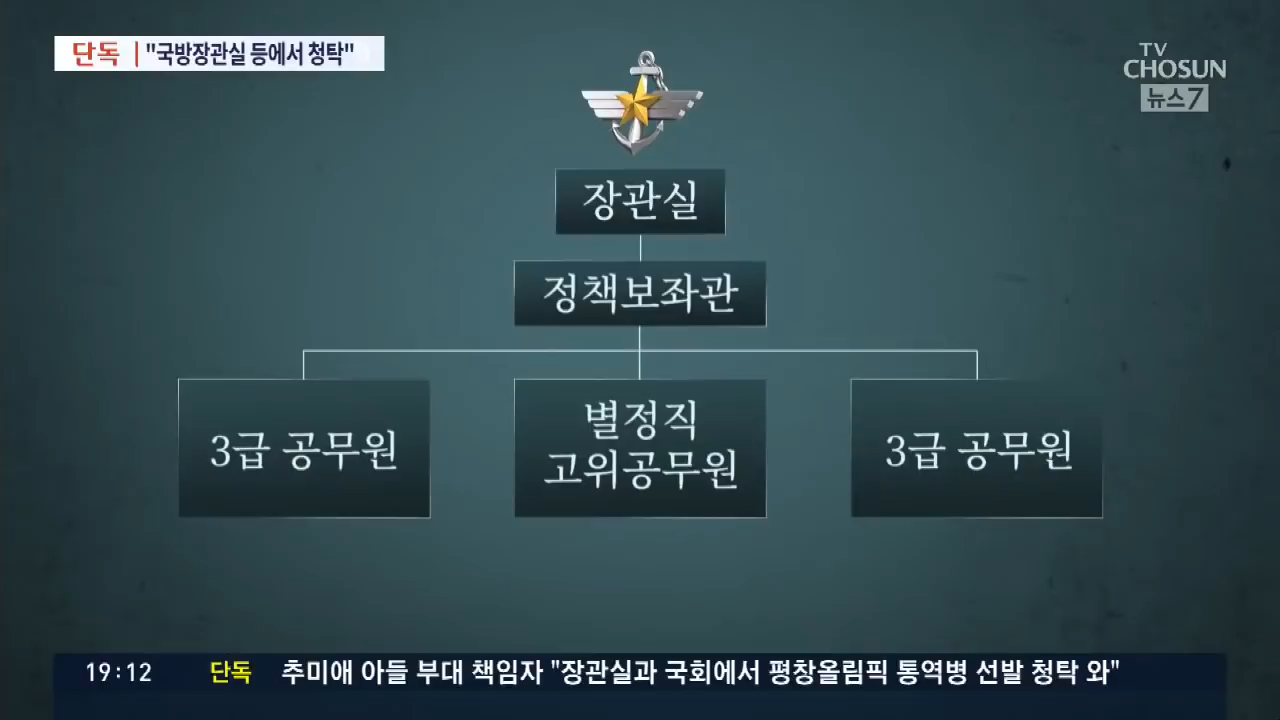 단독 "국방장관실 등에서 청탁"
TV
CHOSUN
뉴스7
장관실
정책보좌관
3급 공무원
별정직
고위공무원
3급 공무원
19:12 단독 추미애 아들 부대 책임자 "장관실과 국회에서 평창올림픽 통역병 선발 청탁 와"